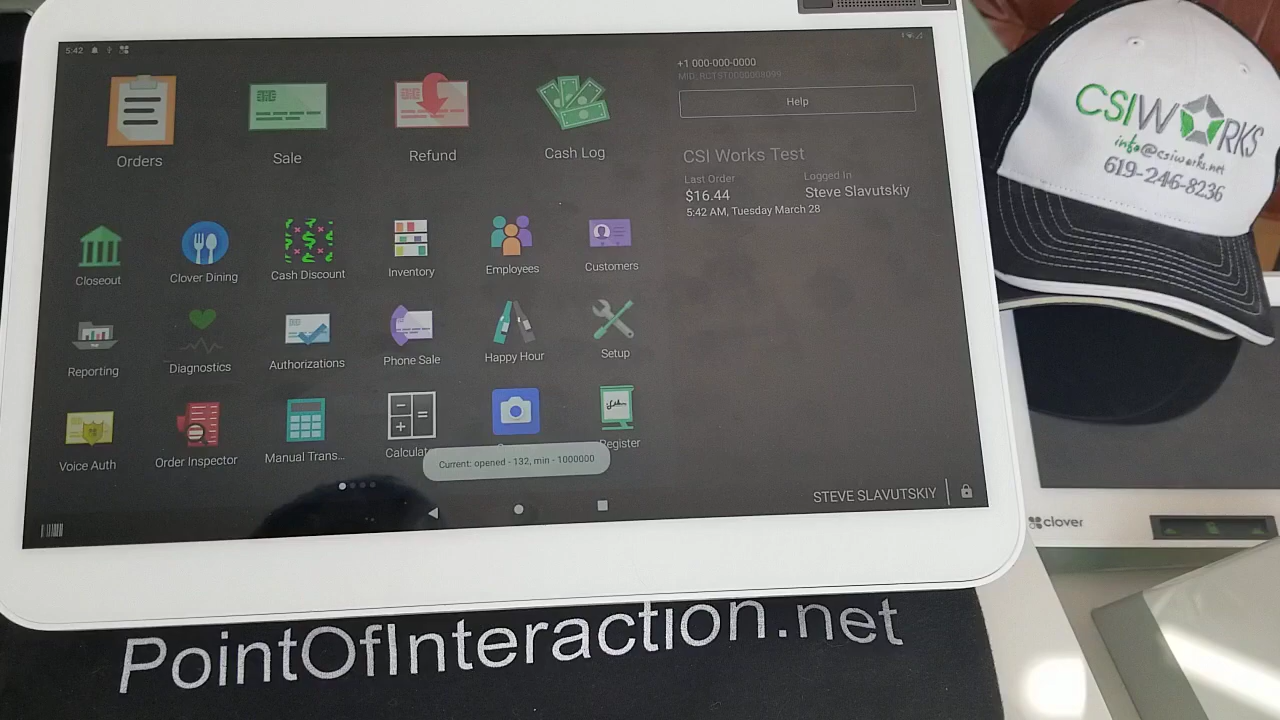 5:42
Orders
Sale
Refund
Cash Log
+1 000-000-0000
Help
CSI Works Test
Last Order
Logged In
$16.44
Steve Slavutskiy
5:42 AM, Tuesday March 28
Closeout
Clover Dining
Cash Discount
Inventory
Employees
Customers
Reporting
Diagnostics
Authorizations
Phone Sale
Happy Hour
Setup
Voice Auth
Order Inspector
Manual Trans...
Calculat
Register
Current: opened - 132, min - 1000000
STEVE SLAVUTSKIY
CSIWORKS
info@csiworks.net
619-246-8236
clover
PointOfInteraction.net